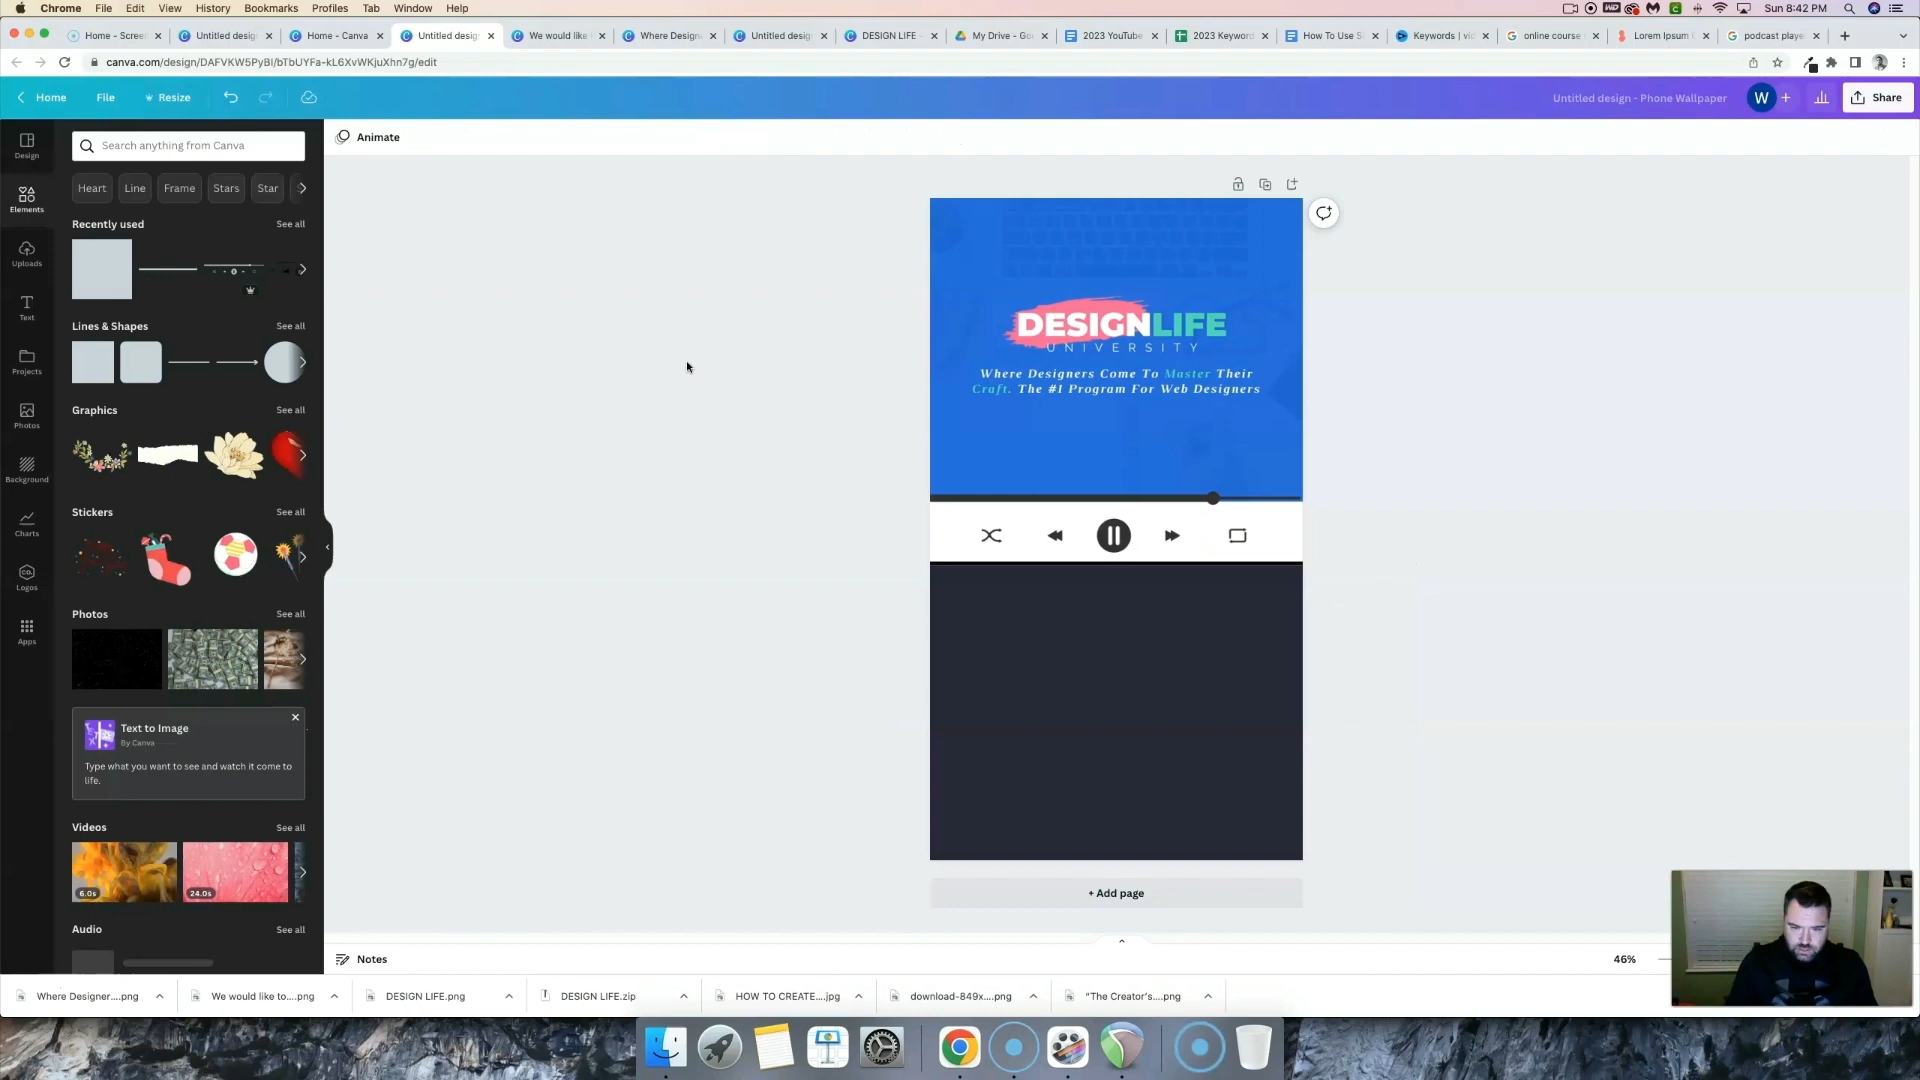 Chrome File Edit View History Bookmarks Profiles Tab Window Help Sun 8:42 PM
Home - Scree Untitled desig Home - Canva Untitled desig We would like Where Design Untitled desig DESIGN LIFE - My Drive - Go 2023 YouTube 2023 Keyword How To Use S Keywords | vid online course Lorem Ipsum podcast playe
canva.com/design/DAFVKW5PyBI/bTbUYFa-kL6XvWKjuXhn7g/edit
Home File Resize Untitled design - Phone Wallpaper W + Share
Design
Elements
Uploads
Text
Projects
Photos
Background
Charts
Logos
Apps
Search anything from Canva
Heart Line Frame Stars Star
Recently used See all
Lines & Shapes See all
Graphics See all
Stickers See all
Photos See all
Text to Image
By Canva
Type what you want to see and watch it come to
life.
Videos See all
6.0s 24.0s
Audio See all
Animate
DESIGNLIFE
UNIVERSITY
Where Designers Come To Master Their
Craft. The #1 Program For Web Designers
+ Add page
Notes 46%
Where Designer....png We would like to....png DESIGN LIFE.png DESIGN LIFE.zip HOW TO CREATE....jpg download-849x....png "The Creator's....png